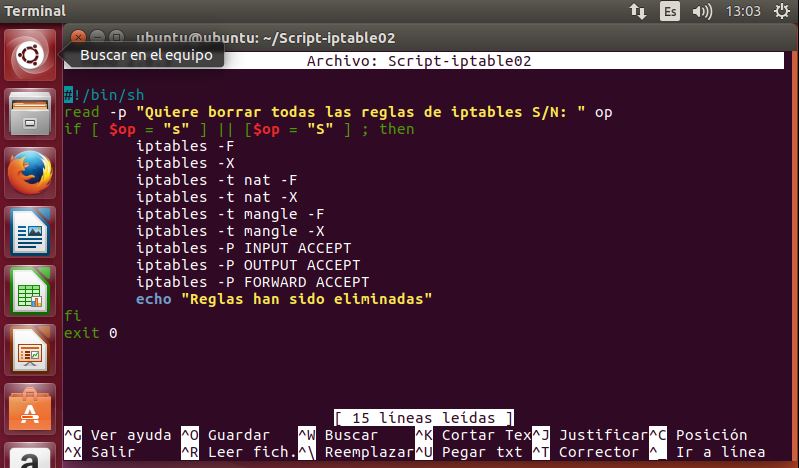 Terminal
Es
13:03
ubuntu@ubuntu: ~/Script-iptable02
Buscar en el equipo
Archivo: Script-iptable02
#!/bin/sh
read -p "Quiere borrar todas las reglas de iptables S/N: " op
if [ $op = "s" ] || [$op = "S" ] ; then
iptables -F
iptables -X
iptables -t nat -F
iptables -t nat -X
iptables -t mangle -F
iptables -t mangle -X
iptables -P INPUT ACCEPT
iptables -P OUTPUT ACCEPT
iptables -P FORWARD ACCEPT
echo "Reglas han sido eliminadas"
fi
exit 0
[ 15 líneas leídas ]
^G Ver ayuda ^O Guardar ^W Buscar ^K Cortar Tex ^J Justificar ^C Posición
^X Salir ^R Leer fich. ^\ Reemplazar ^U Pegar txt ^T Corrector ^_ Ir a línea